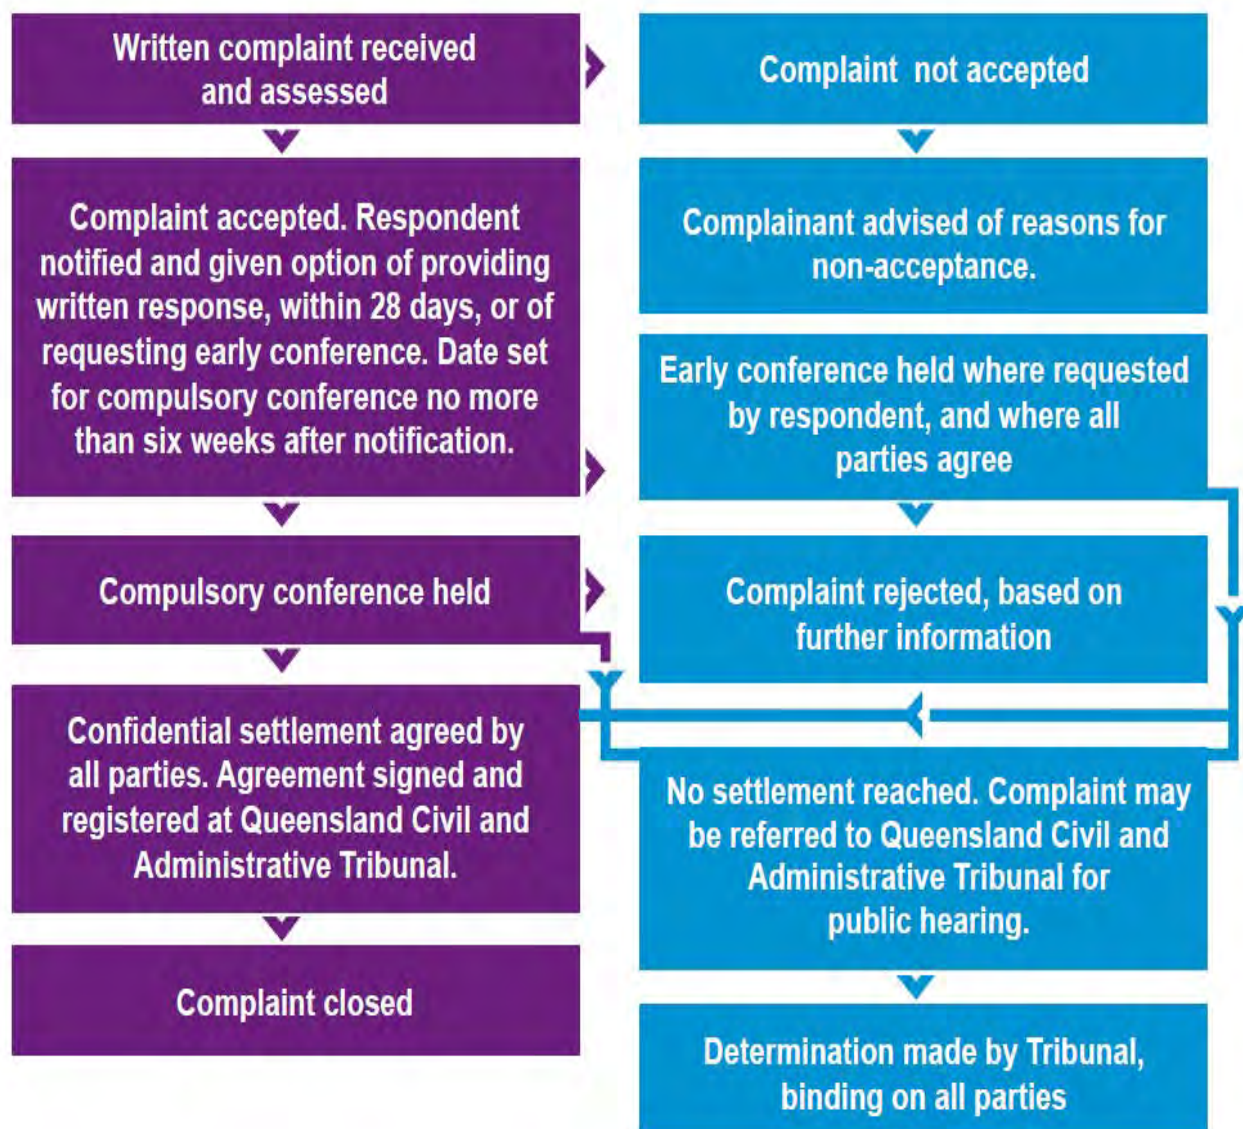 Written complaint received
and assessed
Complaint not accepted
Complaint accepted. Respondent
notified and given option of providing
written response, within 28 days, or of
requesting early conference. Date set
for compulsory conference no more
than six weeks after notification.
Complainant advised of reasons for
non-acceptance.
Early conference held where requested
by respondent, and where all
parties agree
Compulsory conference held
Complaint rejected, based on
further information
Confidential settlement agreed by
all parties. Agreement signed and
registered at Queensland Civil and
Administrative Tribunal.
No settlement reached. Complaint may
be referred to Queensland Civil and
Administrative Tribunal for
public hearing.
Complaint closed
Determination made by Tribunal,
binding on all parties